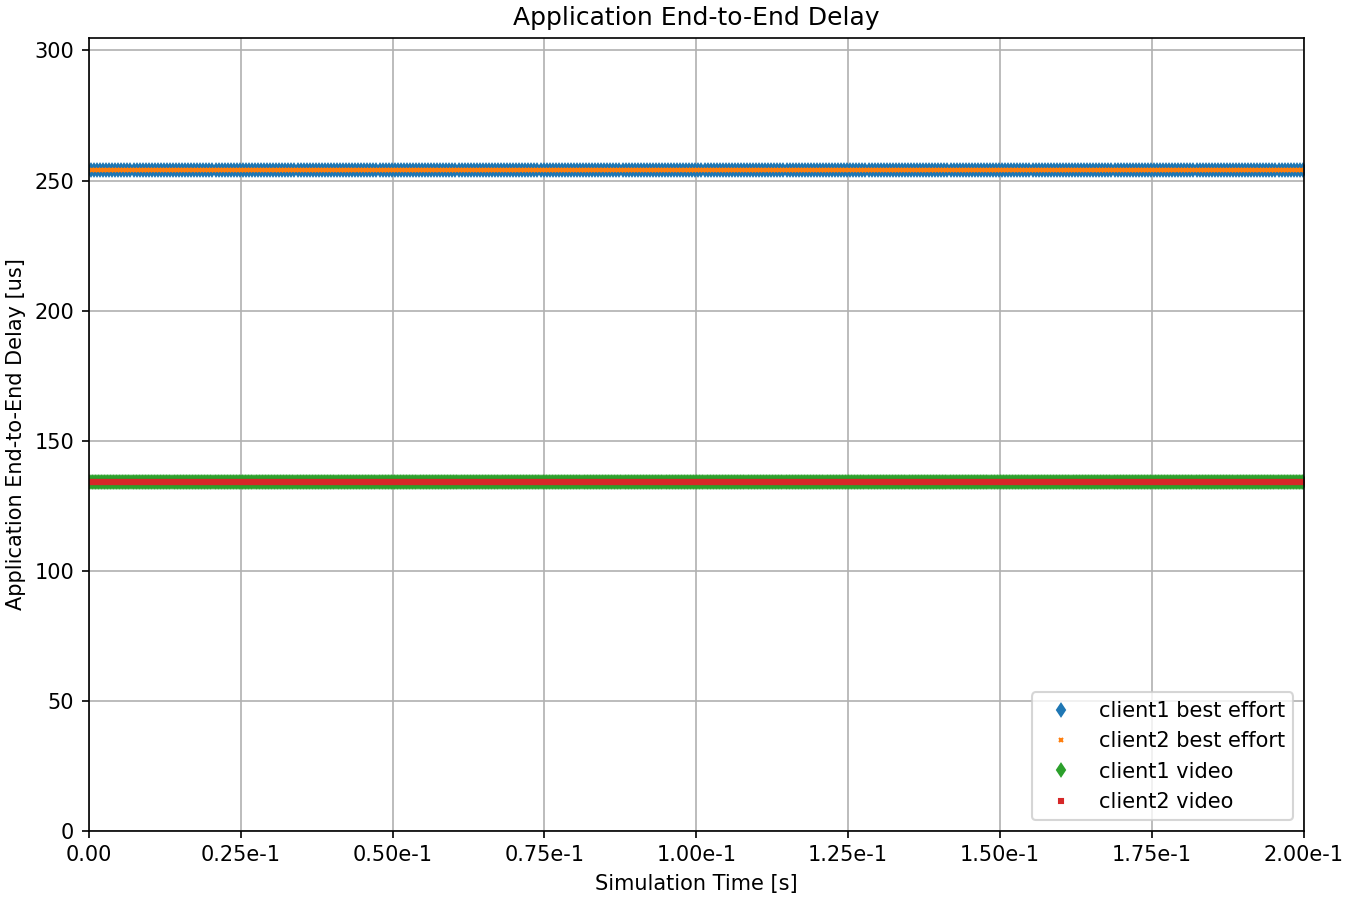 Application End-to-End Delay
Application End-to-End Delay [us]
300
250
200
150
100
50
0
0.00 0.25e-1 0.50e-1 0.75e-1 1.00e-1 1.25e-1 1.50e-1 1.75e-1 2.00e-1
Simulation Time [s]
client1 best effort
client2 best effort
client1 video
client2 video